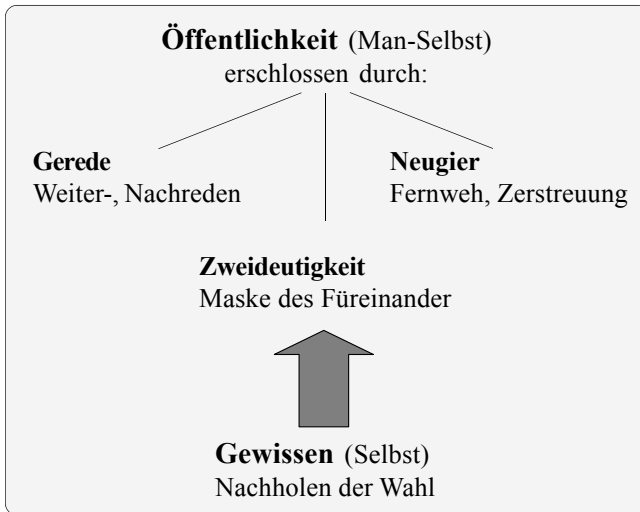 Öffentlichkeit (Man-Selbst)
erschlossen durch:
Gerede
Weiter-, Nachreden
Neugier
Fernweh, Zerstreuung
Zweideutigkeit
Maske des Füreinander
Gewissen (Selbst)
Nachholen der Wahl